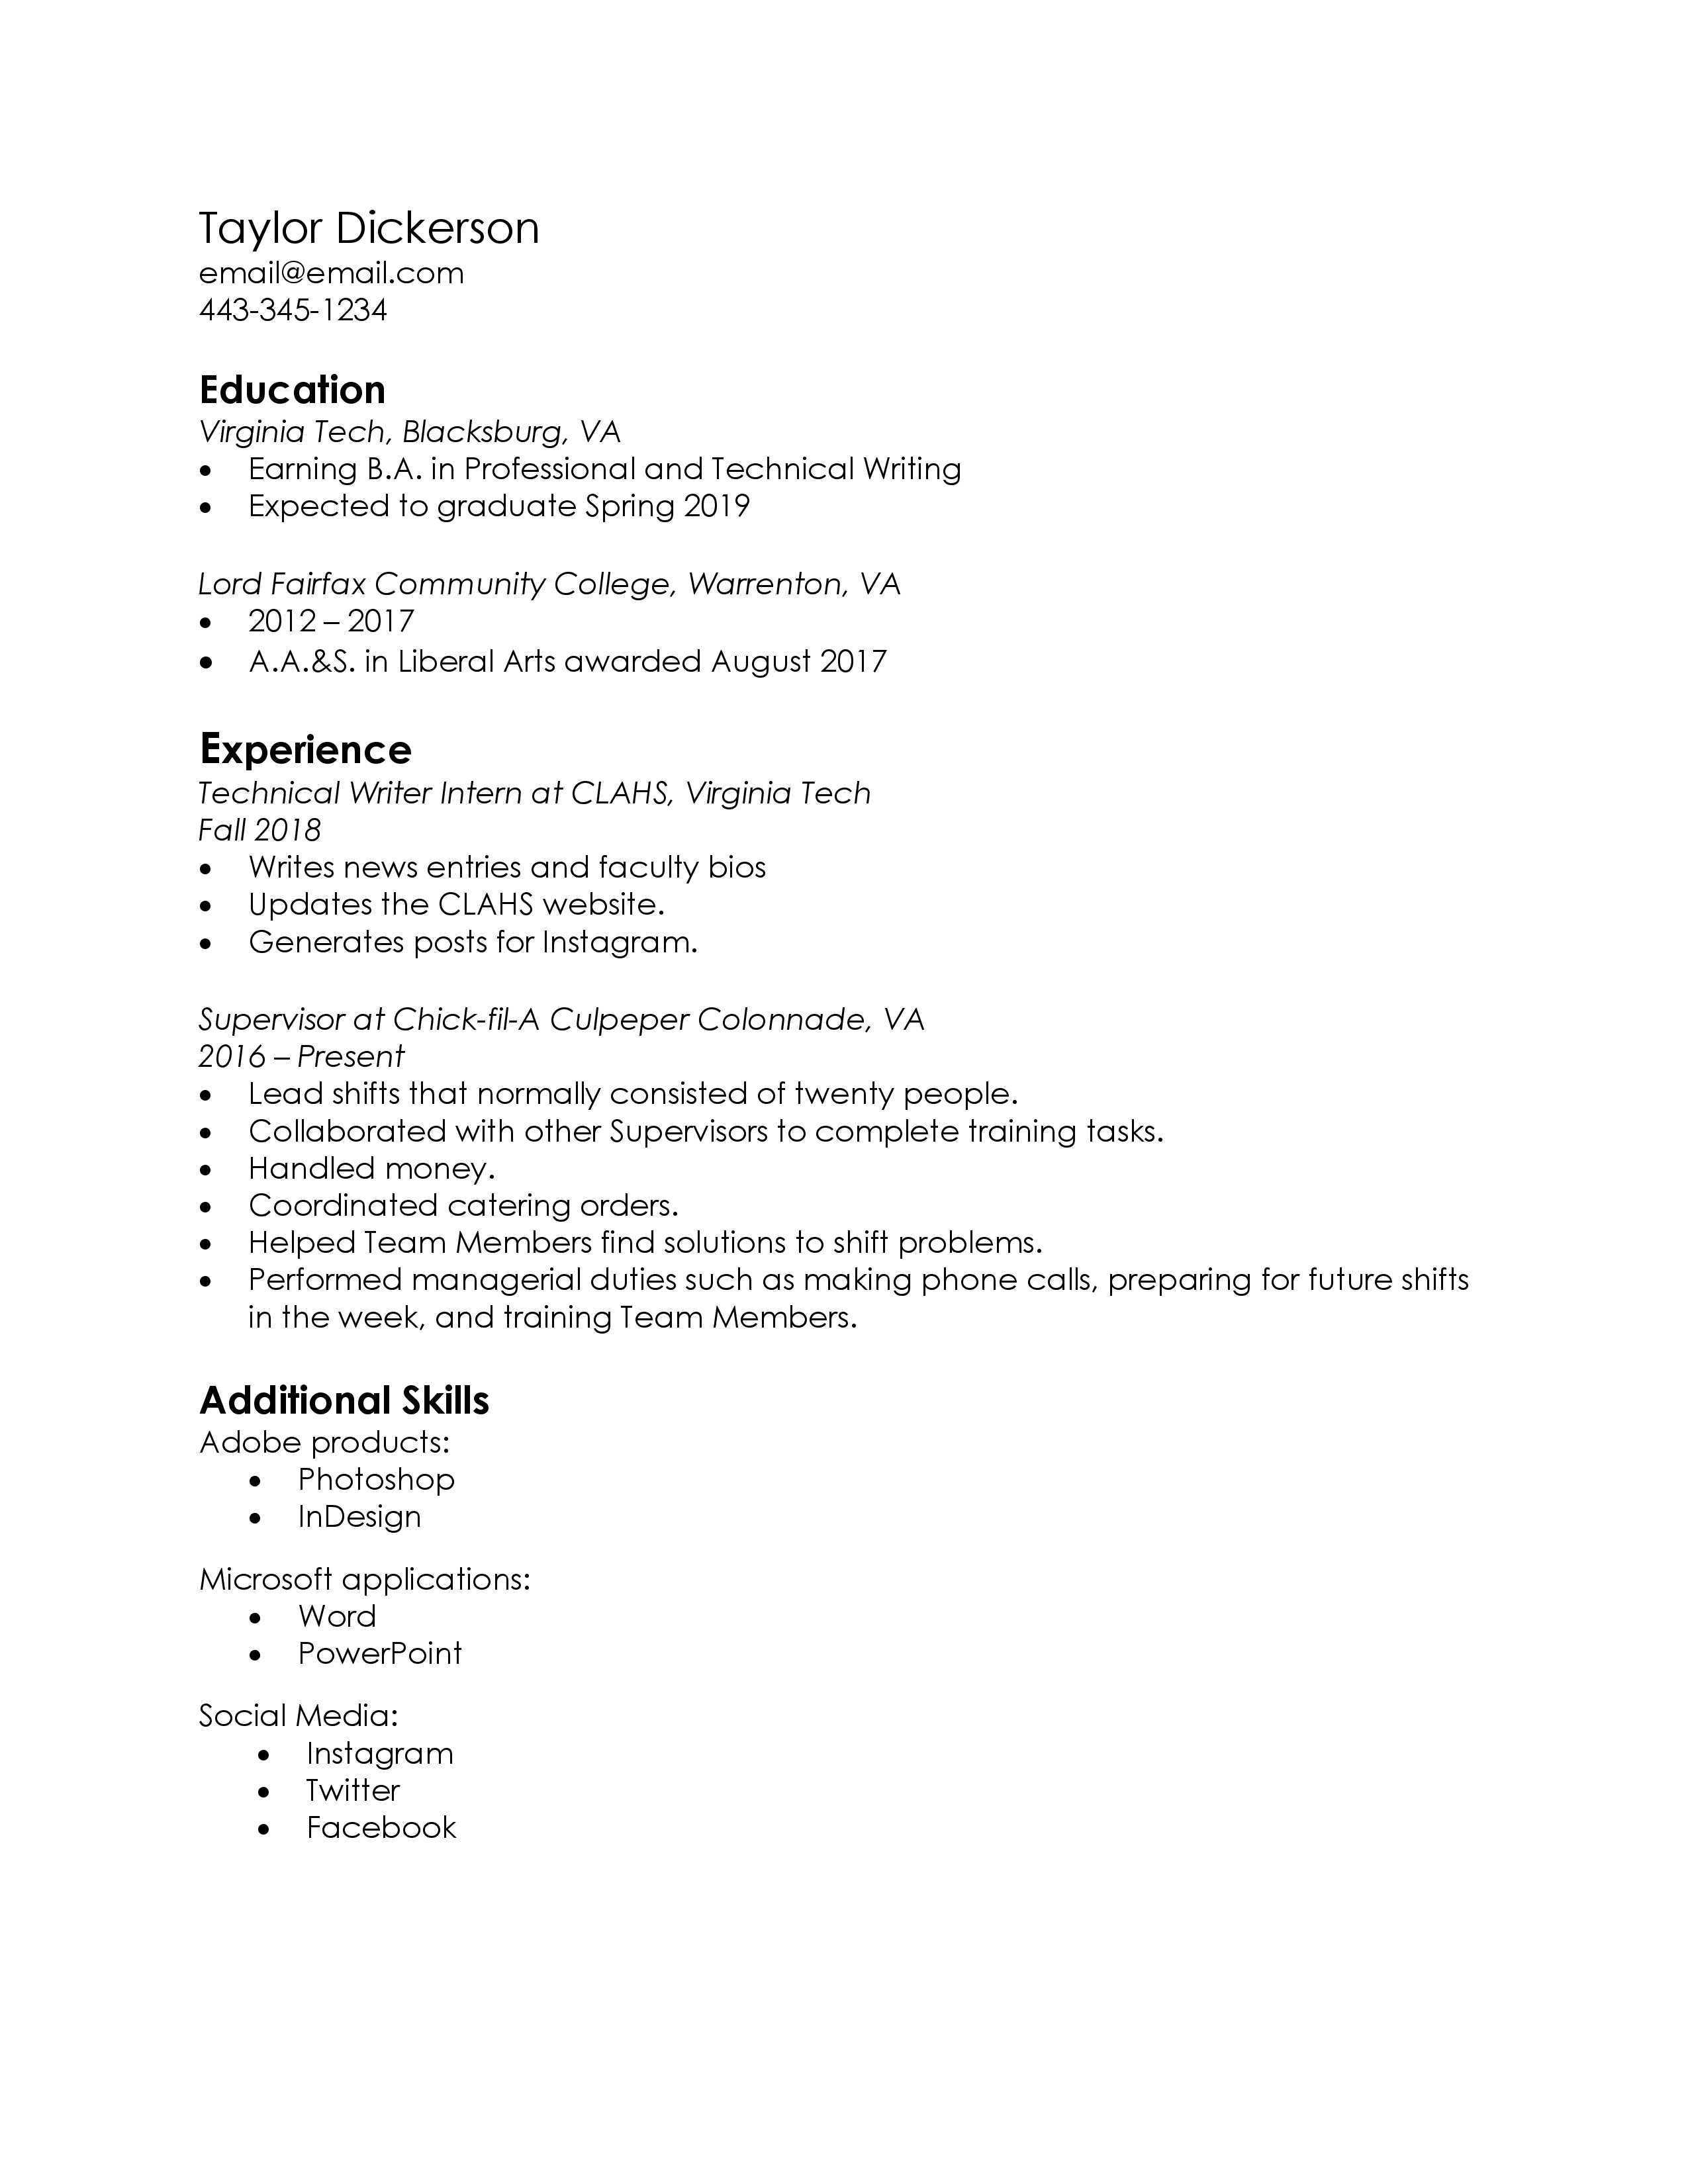 Taylor Dickerson
email@email.com
443-345-1234
Education
Virginia Tech, Blacksburg, VA
• Earning B.A. in Professional and Technical Writing
• Expected to graduate Spring 2019
Lord Fairfax Community College, Warrenton, VA
• 2012 – 2017
• A.A.&S. in Liberal Arts awarded August 2017
Experience
Technical Writer Intern at CLAHS, Virginia Tech
Fall 2018
• Writes news entries and faculty bios
• Updates the CLAHS website.
• Generates posts for Instagram.
Supervisor at Chick-fil-A Culpeper Colonnade, VA
2016 – Present
• Lead shifts that normally consisted of twenty people.
• Collaborated with other Supervisors to complete training tasks.
• Handled money.
• Coordinated catering orders.
• Helped Team Members find solutions to shift problems.
• Performed managerial duties such as making phone calls, preparing for future shifts
in the week, and training Team Members.
Additional Skills
Adobe products:
• Photoshop
• InDesign
Microsoft applications:
• Word
• PowerPoint
Social Media:
• Instagram
• Twitter
• Facebook